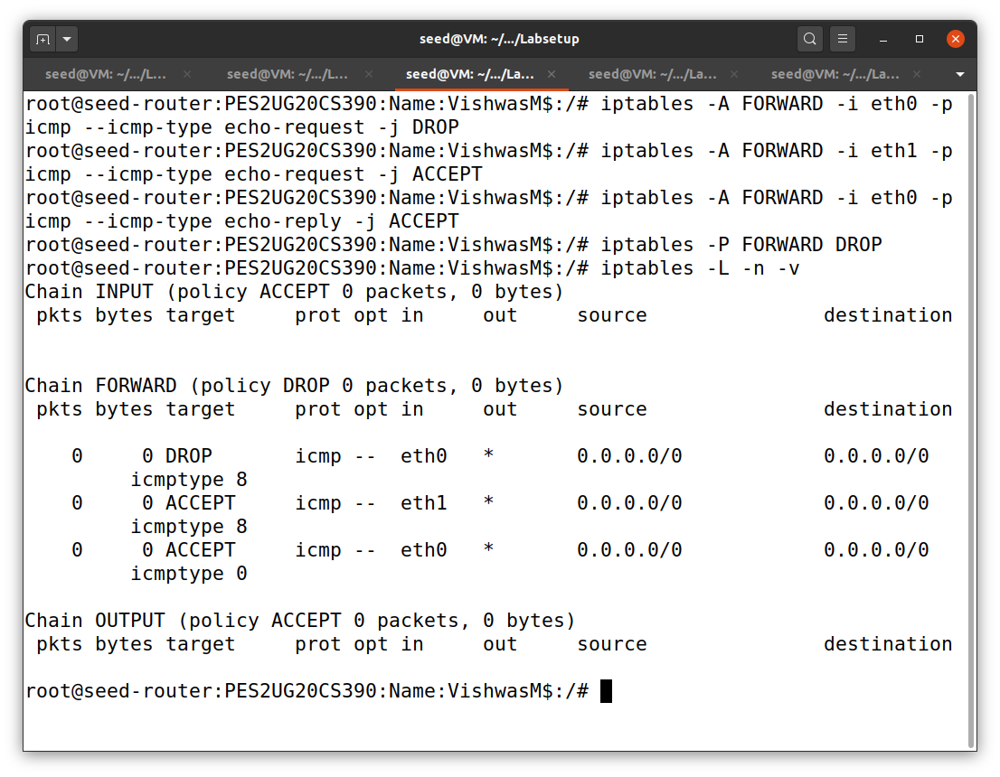 seed@VM: ~/.../Labsetup
seed@VM: ~/.../L... seed@VM: ~/.../L... seed@VM: ~/.../La... seed@VM: ~/.../La... seed@VM: ~/.../La...
root@seed-router:PES2UG20CS390:Name:VishwasM$:/# iptables -A FORWARD -i eth0 -p
icmp --icmp-type echo-request -j DROP
root@seed-router:PES2UG20CS390:Name:VishwasM$:/# iptables -A FORWARD -i eth1 -p
icmp --icmp-type echo-request -j ACCEPT
root@seed-router:PES2UG20CS390:Name:VishwasM$:/# iptables -A FORWARD -i eth0 -p
icmp --icmp-type echo-reply -j ACCEPT
root@seed-router:PES2UG20CS390:Name:VishwasM$:/# iptables -P FORWARD DROP
root@seed-router:PES2UG20CS390:Name:VishwasM$:/# iptables -L -n -v
Chain INPUT (policy ACCEPT 0 packets, 0 bytes)
 pkts bytes target     prot opt in     out     source               destination
Chain FORWARD (policy DROP 0 packets, 0 bytes)
 pkts bytes target     prot opt in     out     source               destination
    0     0 DROP       icmp --  eth0   *       0.0.0.0/0            0.0.0.0/0
         icmptype 8
    0     0 ACCEPT     icmp --  eth1   *       0.0.0.0/0            0.0.0.0/0
         icmptype 8
    0     0 ACCEPT     icmp --  eth0   *       0.0.0.0/0            0.0.0.0/0
         icmptype 0
Chain OUTPUT (policy ACCEPT 0 packets, 0 bytes)
 pkts bytes target     prot opt in     out     source               destination
root@seed-router:PES2UG20CS390:Name:VishwasM$:/#